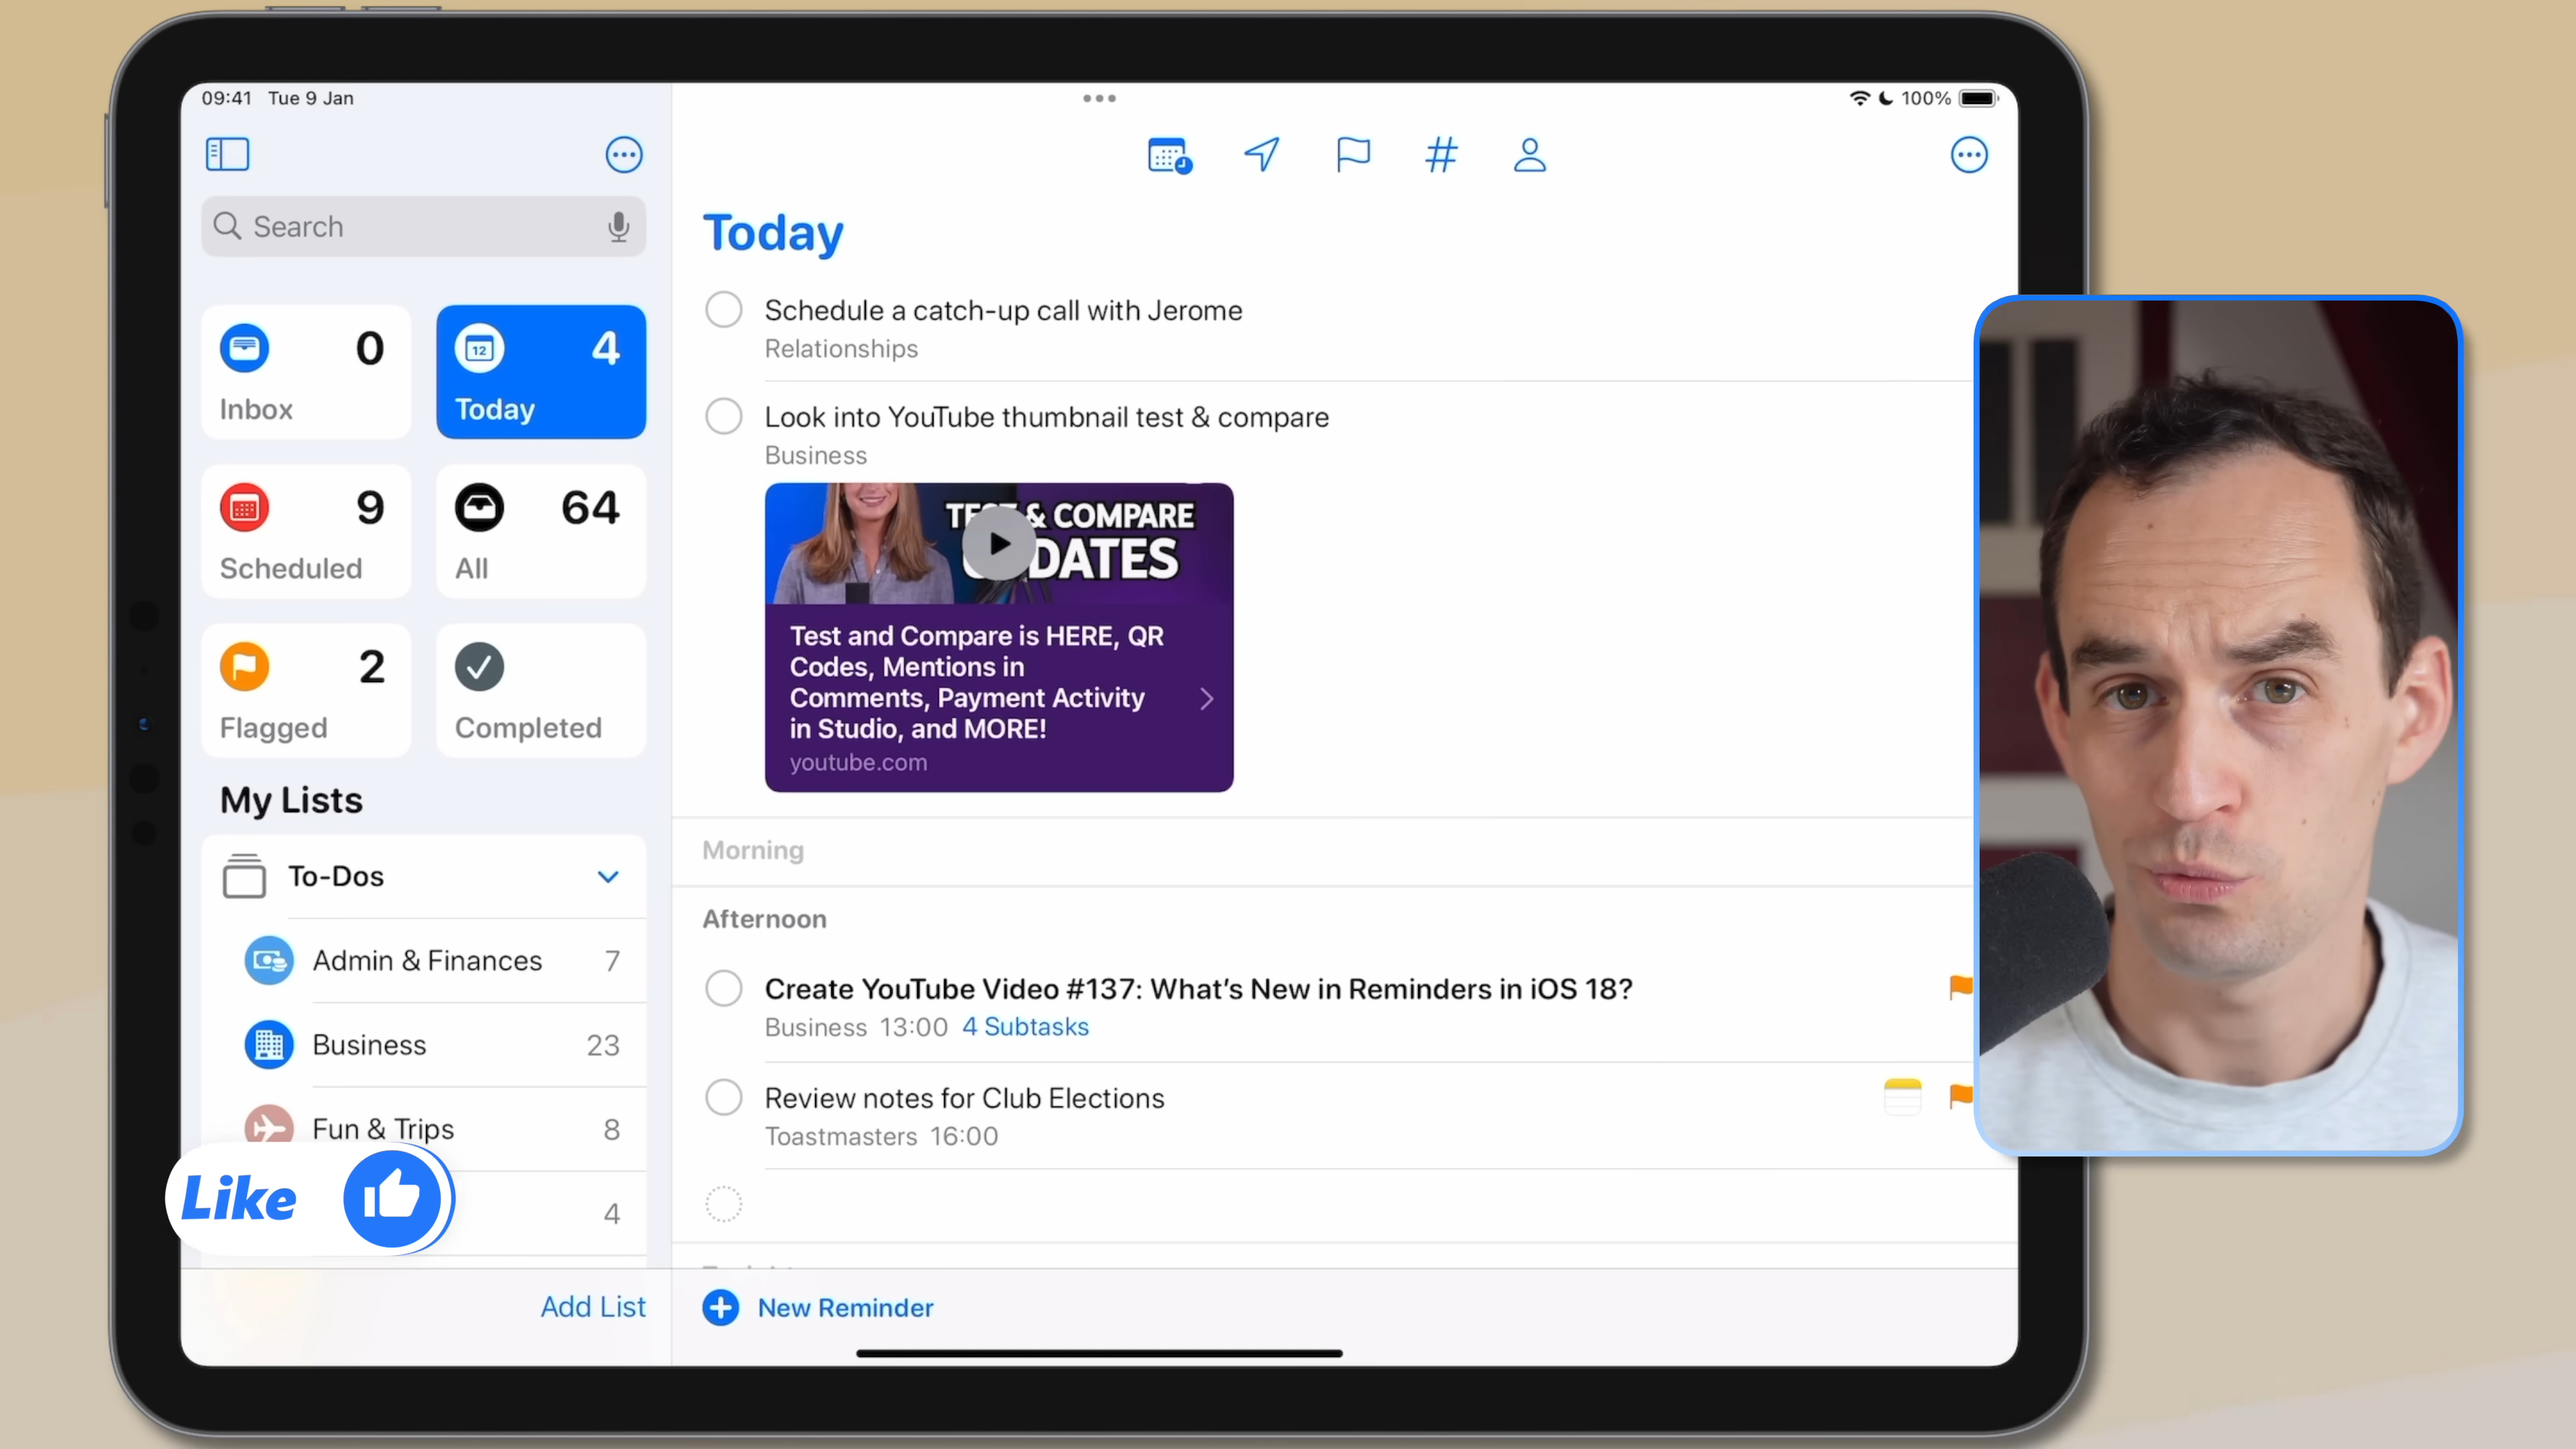 09:41 Tue 9 Jan
100%
Search
0
Inbox
12
4
Today
9
Scheduled
64
All
2
Flagged
Completed
My Lists
To-Dos
Admin & Finances 7
Business 23
Fun & Trips 8
4
Like
Add List
#
Today
Schedule a catch-up call with Jerome
Relationships
Look into YouTube thumbnail test & compare
Business
& COMPARE
Test and Compare is HERE, QR
Codes, Mentions in
Comments, Payment Activity
in Studio, and MORE!
youtube.com
Morning
Afternoon
Create YouTube Video #137: What's New in Reminders in iOS 18?
Business 13:00 4 Subtasks
Review notes for Club Elections
Toastmasters 16:00
New Reminder